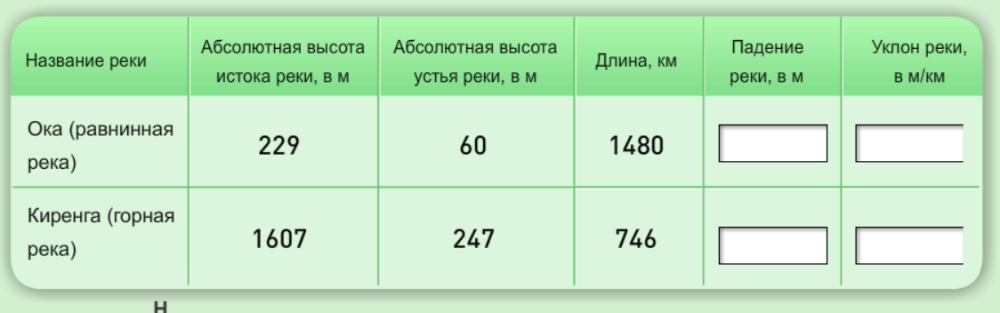 Название реки
Абсолютная высота
истока реки, в м
Абсолютная высота
устья реки, в м
Длина, км
Падение
реки, в м
Уклон реки,
в м/км
Ока (равнинная
река)
229
60
1480
Киренга (горная
река)
1607
247
746
Н